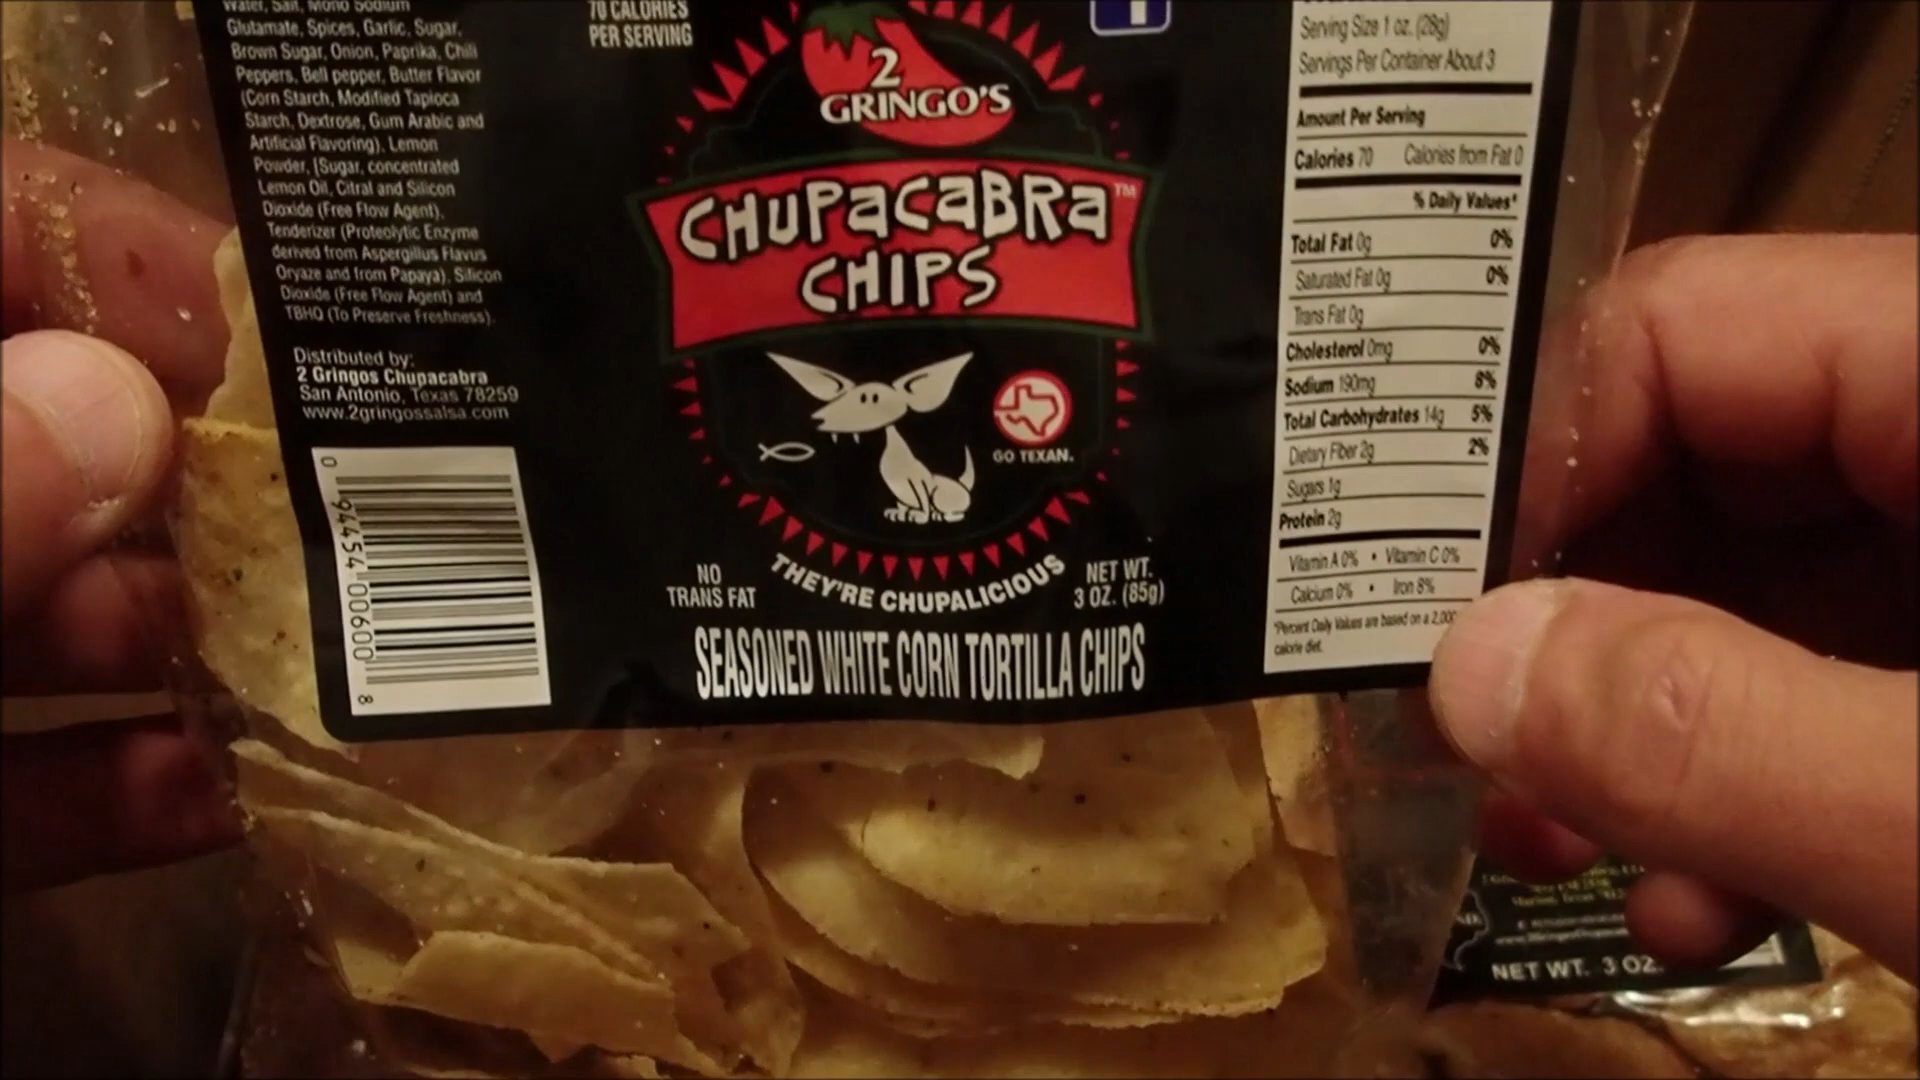 Water, Salt, Mono Sodium
Glutamate, Spices, Garlic, Sugar,
Brown Sugar, Onion, Paprika, Chili
Peppers, Bell pepper, Butter Flavor
(Corn Starch, Modified Tapioca
Starch, Dextrose, Gum Arabic and
Artificial Flavoring), Lemon
Powder, [Sugar, concentrated
Lemon Oil, Citral and Silicon
Dioxide (Free Flow Agent),
Tenderizer (Proteolytic Enzyme
derived from Aspergillus Flavus
Oryaze and from Papaya), Silicon
Dioxide (Free Flow Agent) and
TBHQ (To Preserve Freshness).
Distributed by:
2 Gringos Chupacabra
San Antonio, Texas 78259
www.2gringossalsa.com
0 94454 00600 8
70 CALORIES
PER SERVING
2
GRINGO'S
CHUPACABRA™
CHIPS
GO TEXAN.
NO
TRANS FAT
THEY'RE CHUPALICIOUS
NET WT.
3 OZ. (85g)
SEASONED WHITE CORN TORTILLA CHIPS
Serving Size 1 oz. (28g)
Servings Per Container About 3
Amount Per Serving
Calories 70 Calories from Fat 0
% Daily Values*
Total Fat 0g 0%
Saturated Fat 0g 0%
Trans Fat 0g
Cholesterol 0mg 0%
Sodium 190mg 8%
Total Carbohydrates 14g 5%
Dietary Fiber 2g 2%
Sugars 1g
Protein 2g
Vitamin A 0% • Vitamin C 0%
Calcium 0% • Iron 8%
*Percent Daily Values are based on a 2,000
calorie diet.
NET WT. 3 OZ.